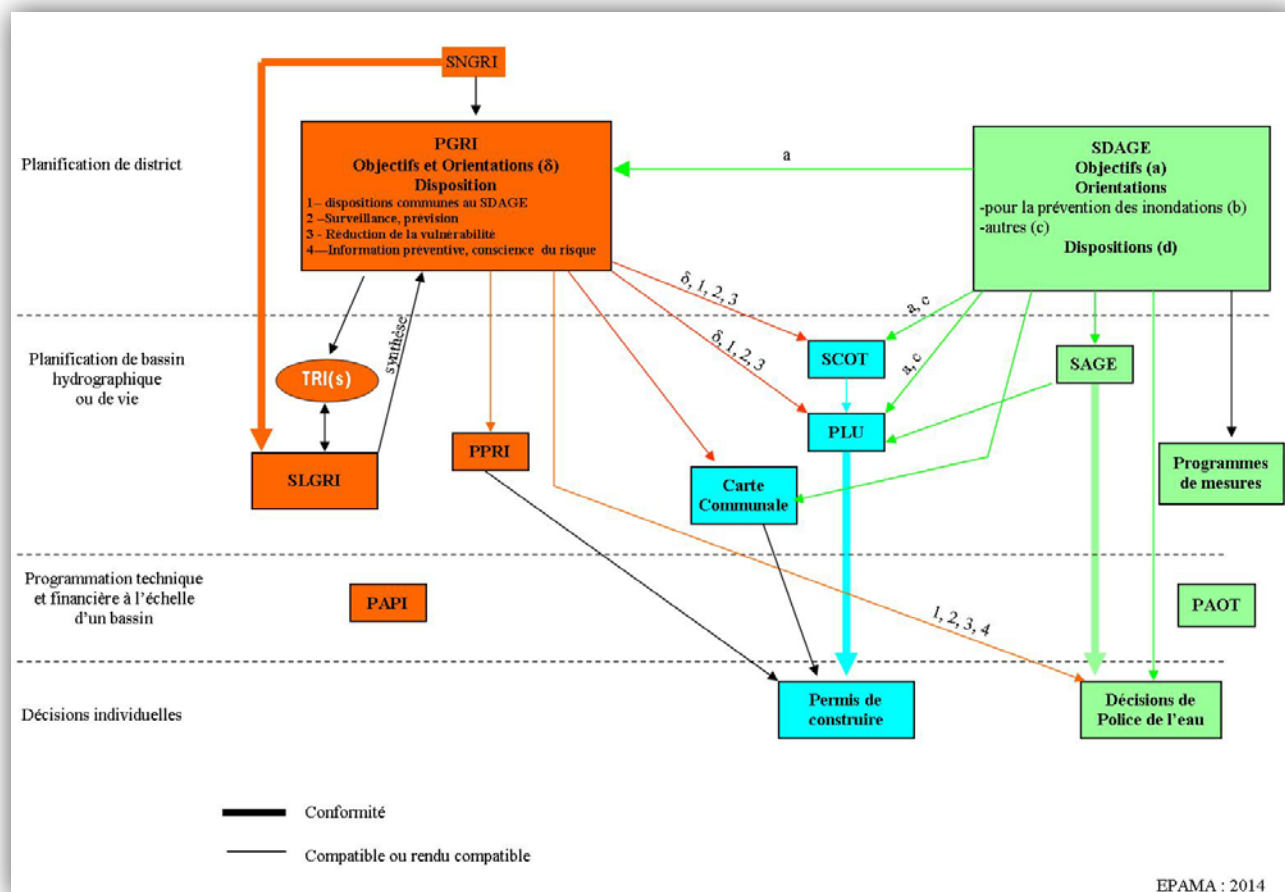 SNGRI
Planification de district
PGRI
Objectifs et Orientations (δ)
Disposition
1– dispositions communes au SDAGE
2 –Surveillance, prévision
3 - Réduction de la vulnérabilité
4—Information préventive, conscience du risque
a
SDAGE
Objectifs (a)
Orientations
-pour la prévention des inondations (b)
-autres (c)
Dispositions (d)
δ, 1, 2, 3
a, c
Planification de bassin
hydrographique
ou de vie
TRI(s)
synthèse
δ, 1, 2, 3
SCOT
a, c
SAGE
SLGRI
PPRI
PLU
Carte
Communale
Programmes
de mesures
Programmation technique
et financière à l’échelle
d’un bassin
PAPI
1, 2, 3, 4
PAOT
Décisions individuelles
Permis de
construire
Décisions de
Police de l’eau
Conformité
Compatible ou rendu compatible
EPAMA : 2014